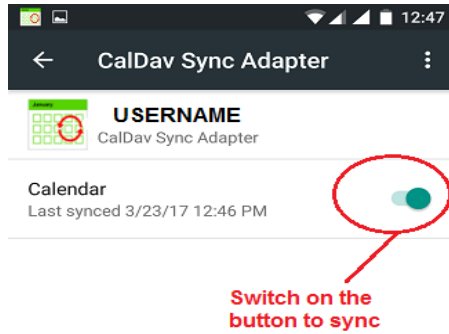 12:47
CalDav Sync Adapter
January
USERNAME
CalDav Sync Adapter
Calendar
Last synced 3/23/17 12:46 PM
Switch on the
button to sync